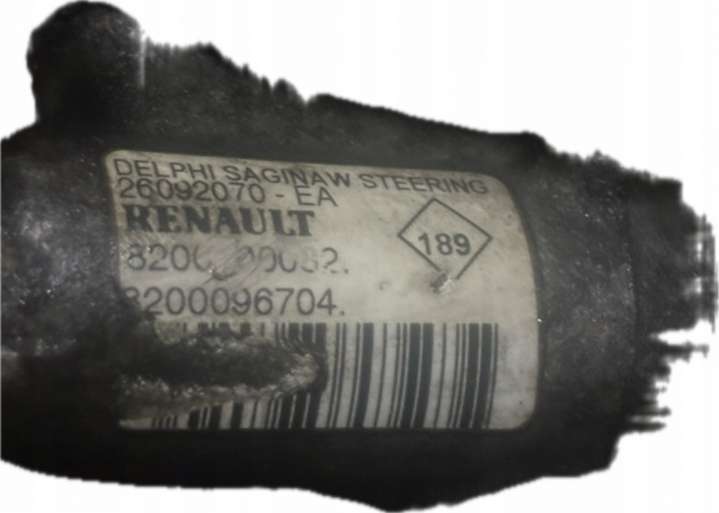 DELPHI SAGINAW STEERING
26092070 - EA
RENAULT
189
8200096704.